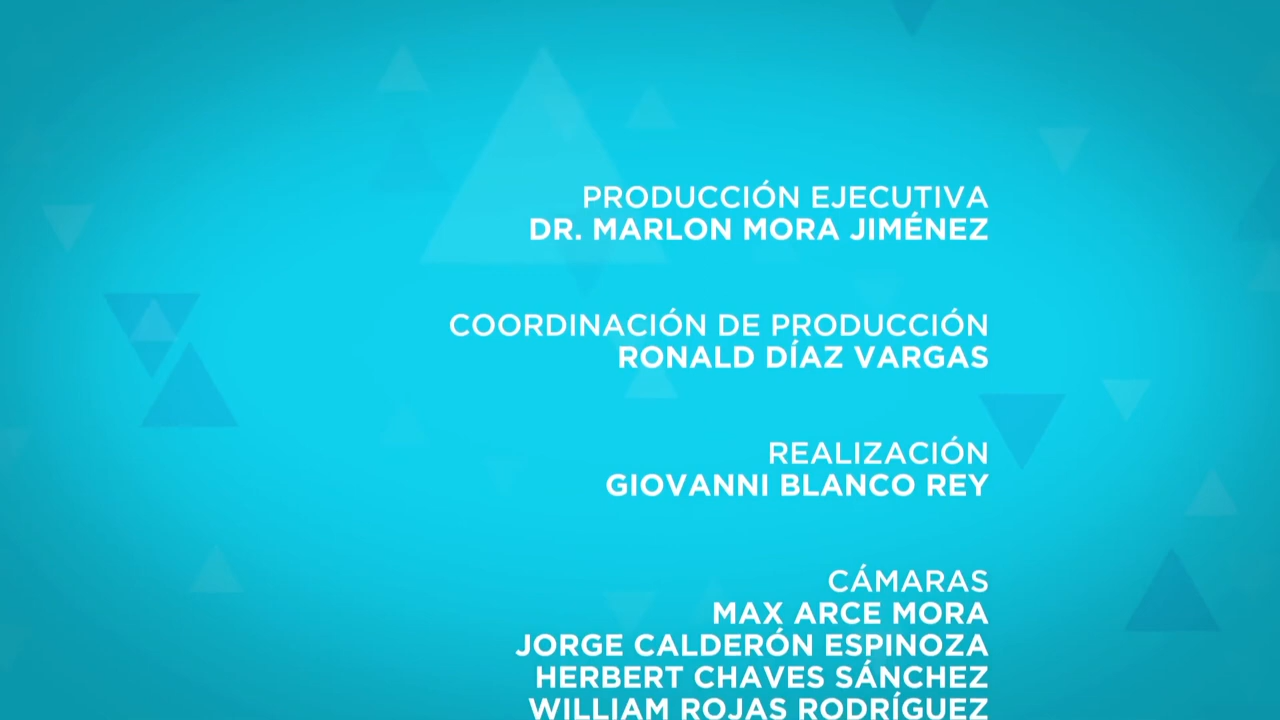 PRODUCCIÓN EJECUTIVA
DR. MARLON MORA JIMÉNEZ
COORDINACIÓN DE PRODUCCIÓN
RONALD DÍAZ VARGAS
REALIZACIÓN
GIOVANNI BLANCO REY
CÁMARAS
MAX ARCE MORA
JORGE CALDERÓN ESPINOZA
HERBERT CHAVES SÁNCHEZ
WILLIAM ROJAS RODRÍGUEZ